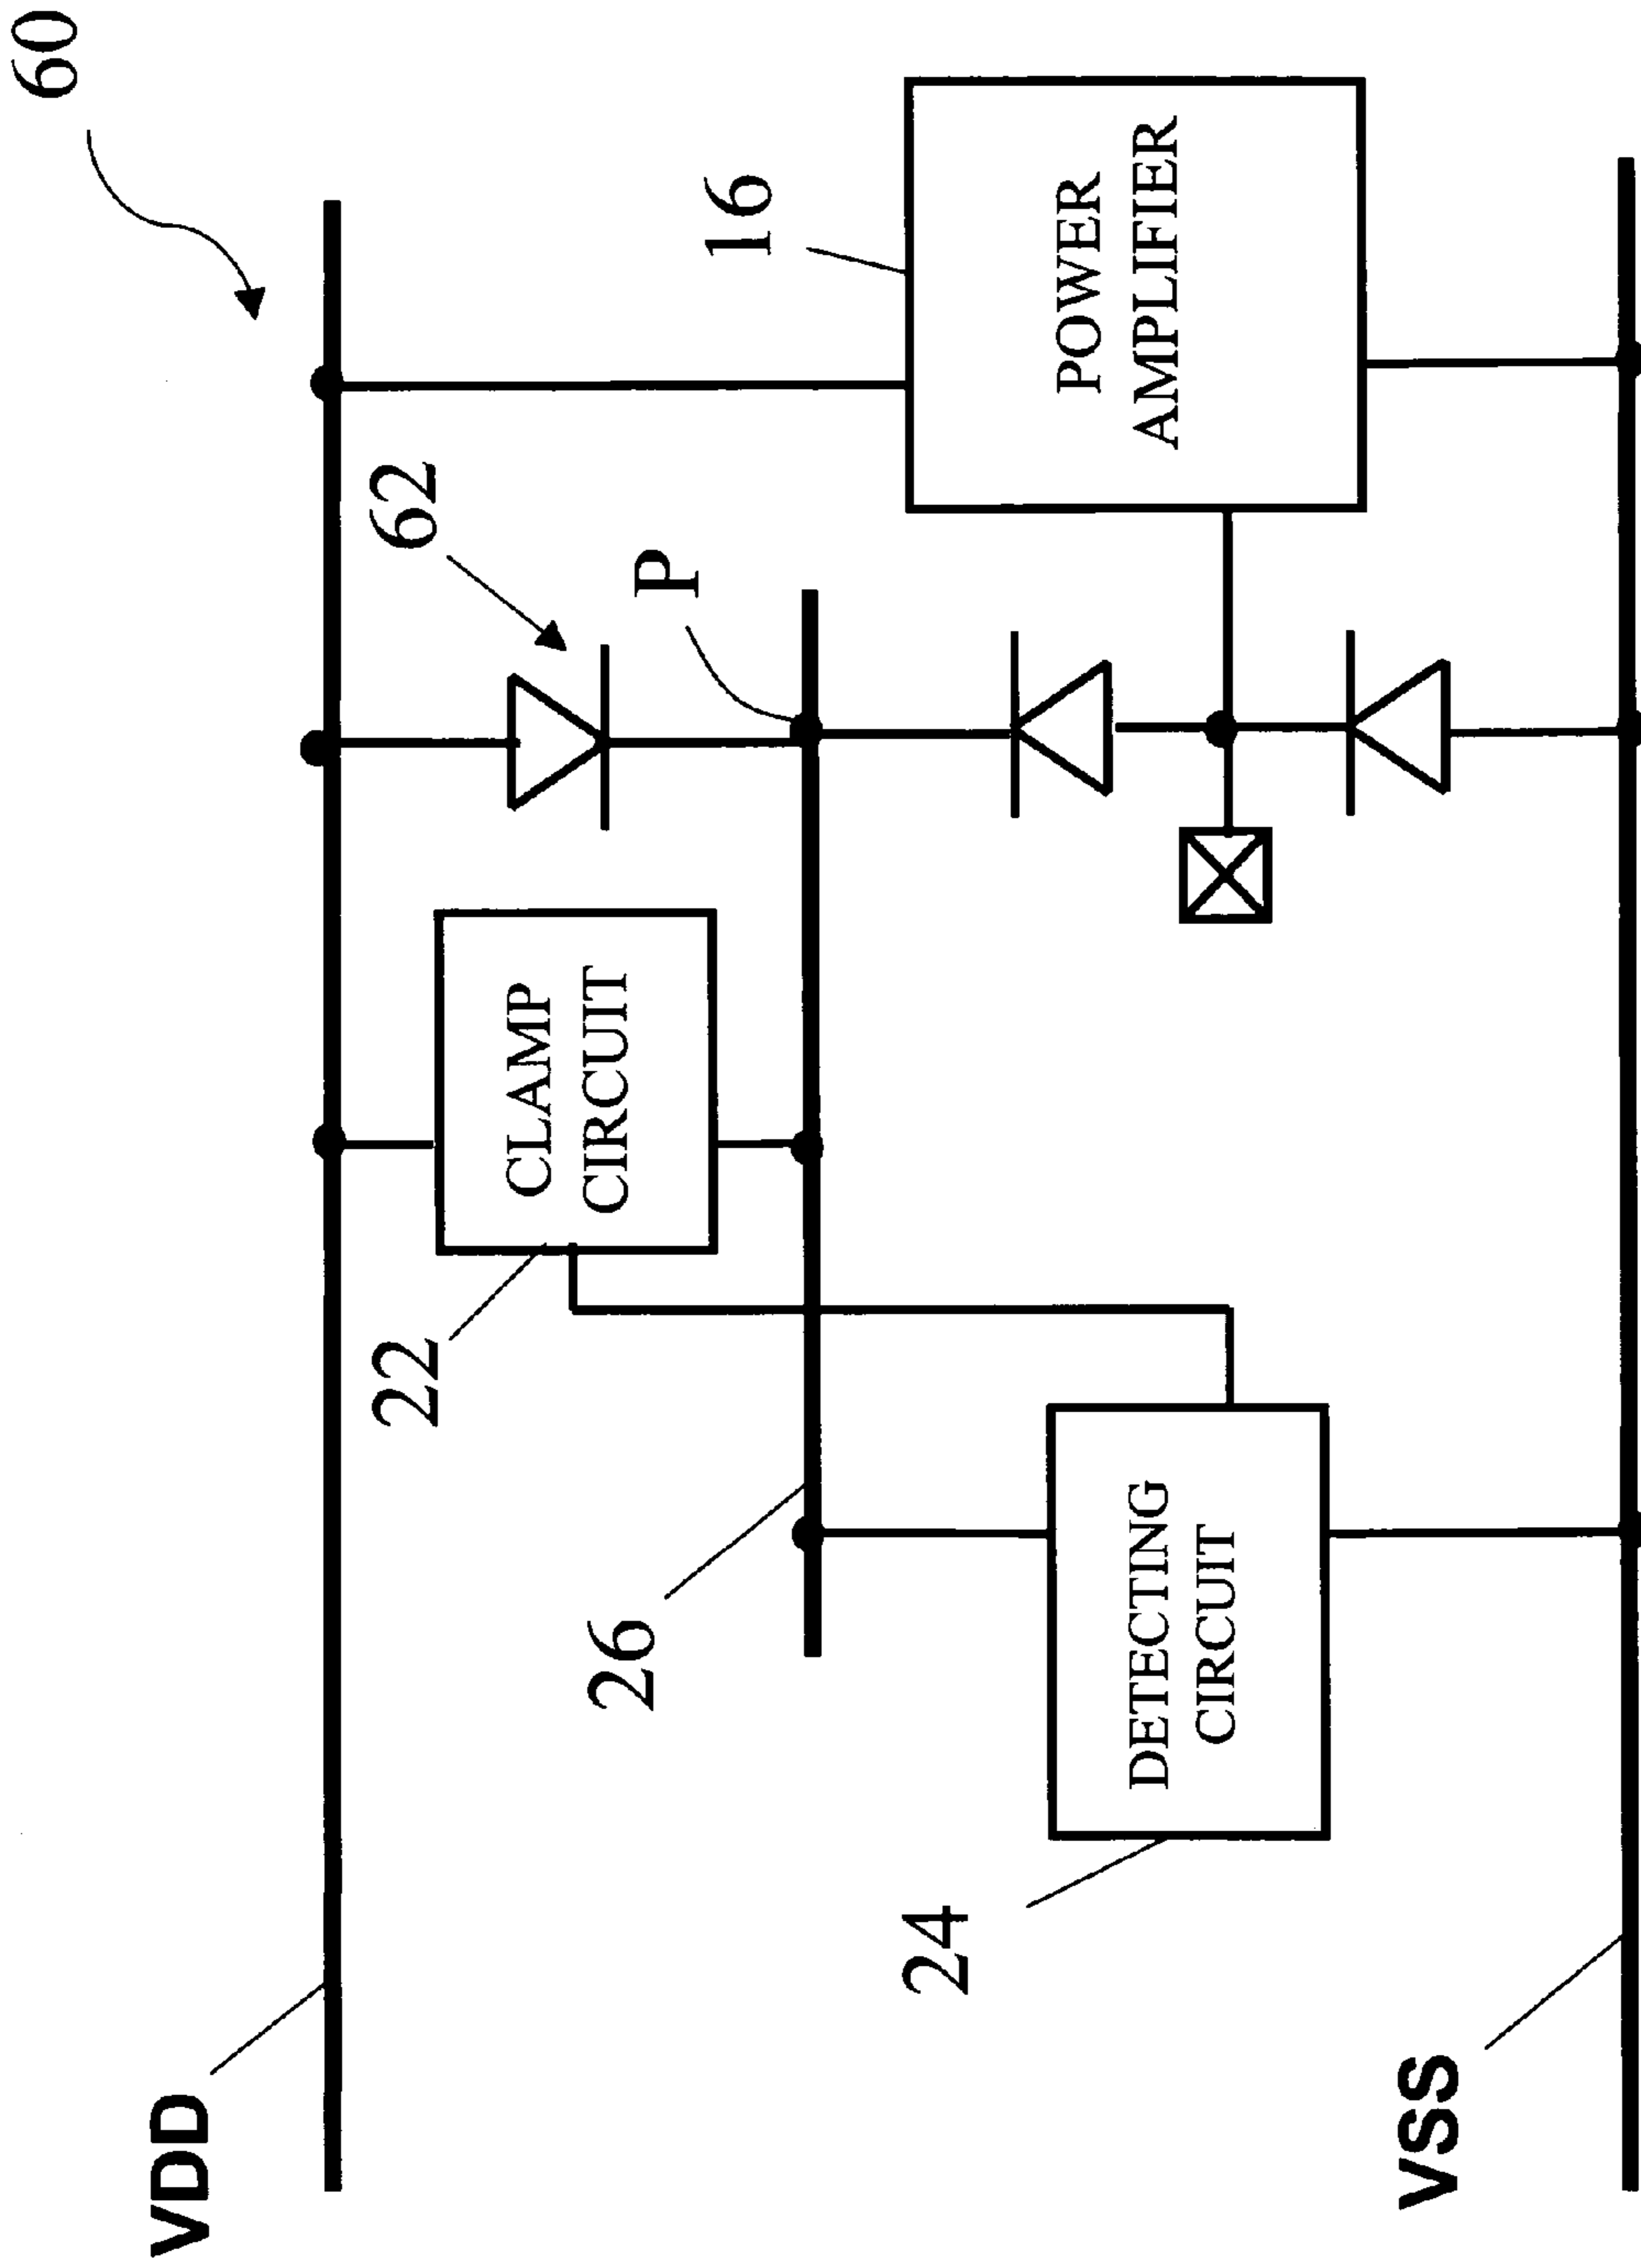 60
VDD
62
P
16
22
CLAMP
CIRCUIT
26
POWER
AMPLIFIER
24
DETECTING
CIRCUIT
VSS